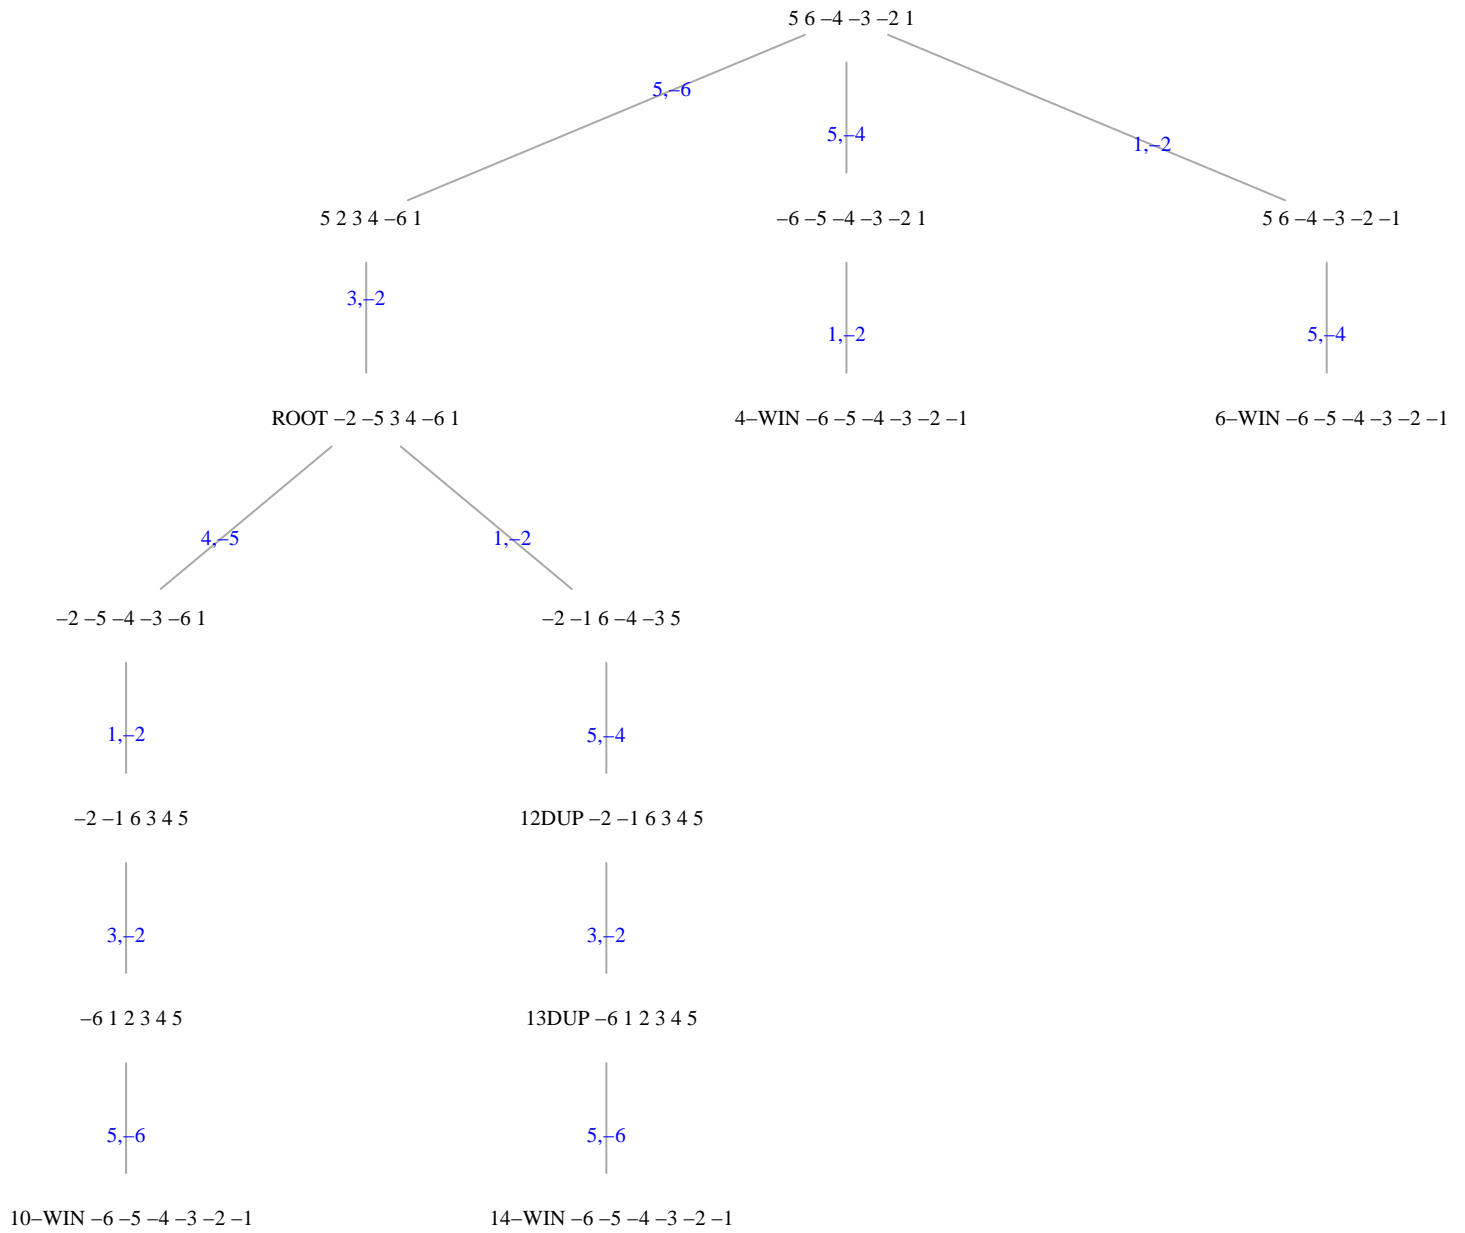 5 6 –4 –3 –2 1
5,–6
5,–4
1,–2
5 2 3 4 –6 1
–6 –5 –4 –3 –2 1
5 6 –4 –3 –2 –1
3,–2
1,–2
5,–4
ROOT –2 –5 3 4 –6 1
4–WIN –6 –5 –4 –3 –2 –1
6–WIN –6 –5 –4 –3 –2 –1
4,–5
1,–2
–2 –5 –4 –3 –6 1
–2 –1 6 –4 –3 5
1,–2
5,–4
–2 –1 6 3 4 5
12DUP –2 –1 6 3 4 5
3,–2
3,–2
–6 1 2 3 4 5
13DUP –6 1 2 3 4 5
5,–6
5,–6
10–WIN –6 –5 –4 –3 –2 –1
14–WIN –6 –5 –4 –3 –2 –1